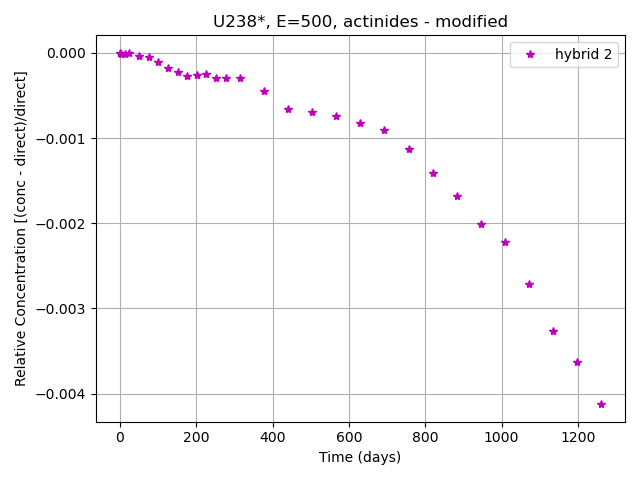 U238*, E=500, actinides - modified
hybrid 2
Relative Concentration [(conc - direct)/direct]
0.000
−0.001
−0.002
−0.003
−0.004
0 200 400 600 800 1000 1200
Time (days)